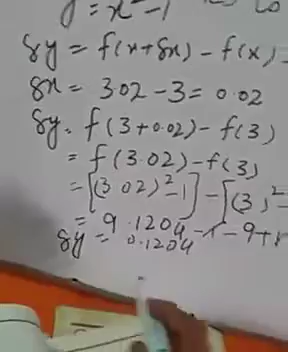 y = x² - 1
δy = f(x+δx) - f(x)
δx = 3.02 - 3 = 0.02
δy = f(3+0.02) - f(3)
= f(3.02) - f(3)
= [(3.02)² - 1] - [(3)² -
= 9.1204 - 1 - 9 + 1
δy = 0.1204